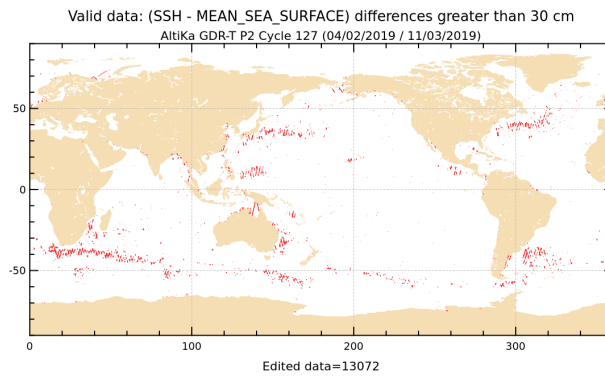 Valid data: (SSH - MEAN_SEA_SURFACE) differences greater than 30 cm
AltiKa GDR-T P2 Cycle 127 (04/02/2019 / 11/03/2019)
50
0
-50
0 100 200 300
Edited data=13072